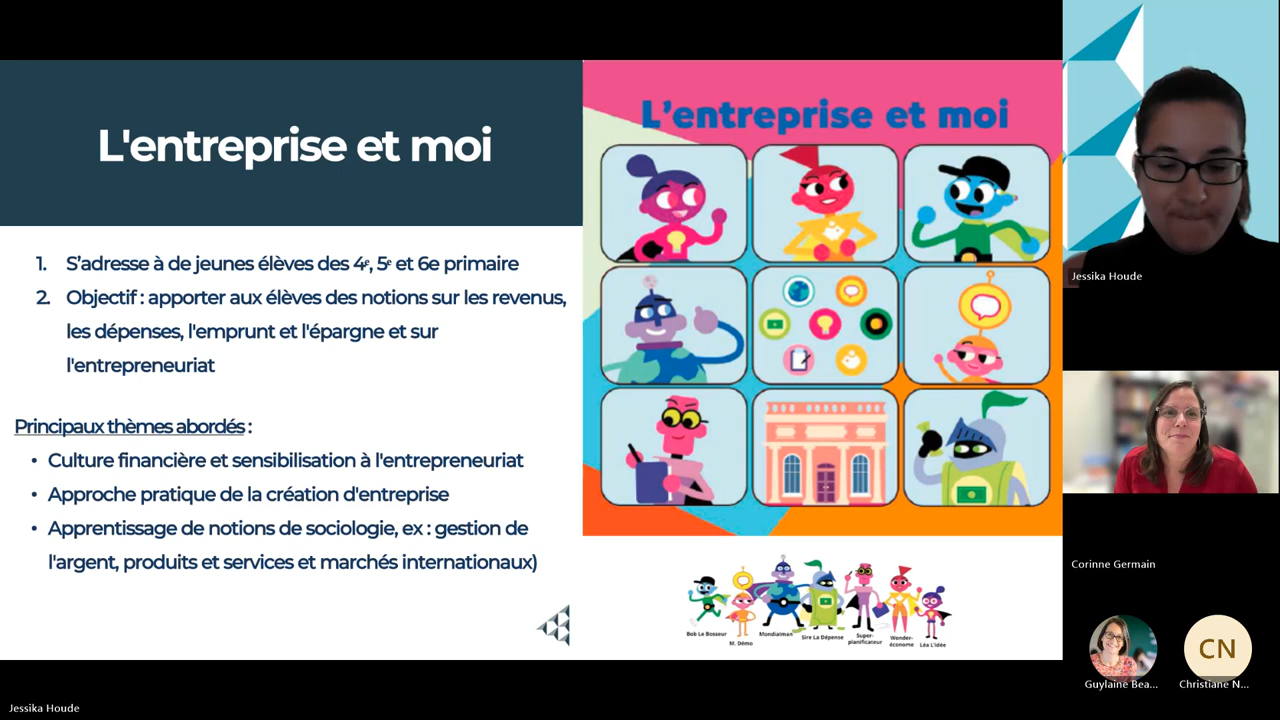 L'entreprise et moi
1. S'adresse à de jeunes élèves des 4e, 5e et 6e primaire
2. Objectif : apporter aux élèves des notions sur les revenus,
les dépenses, l'emprunt et l'épargne et sur
l'entrepreneuriat
Principaux thèmes abordés :
• Culture financière et sensibilisation à l'entrepreneuriat
• Approche pratique de la création d'entreprise
• Apprentissage de notions de sociologie, ex : gestion de
l'argent, produits et services et marchés internationaux)
L'entreprise et moi
Bob Le Bosseur
M. Démo
Mondialman
Sire La Dépense
Super-
planificateur
Wonder-
économe
Léa L'Idée
Jessika Houde
Corinne Germain
CN
Guylaine Bea...
Christiane N...
Jessika Houde